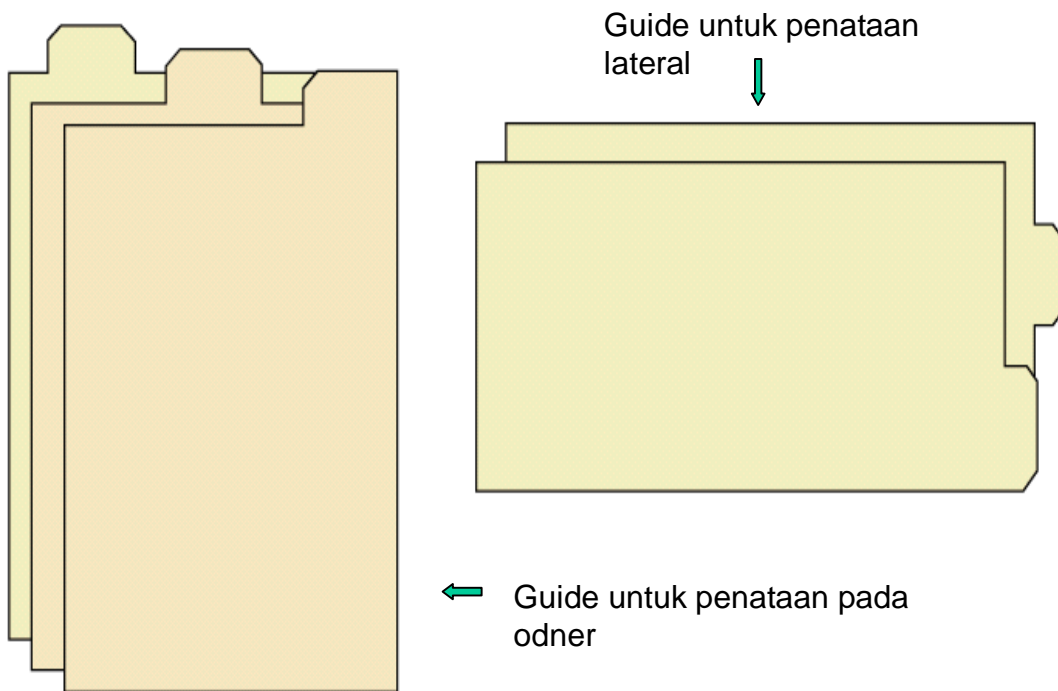 Guide untuk penataan
lateral
Guide untuk penataan pada
odner